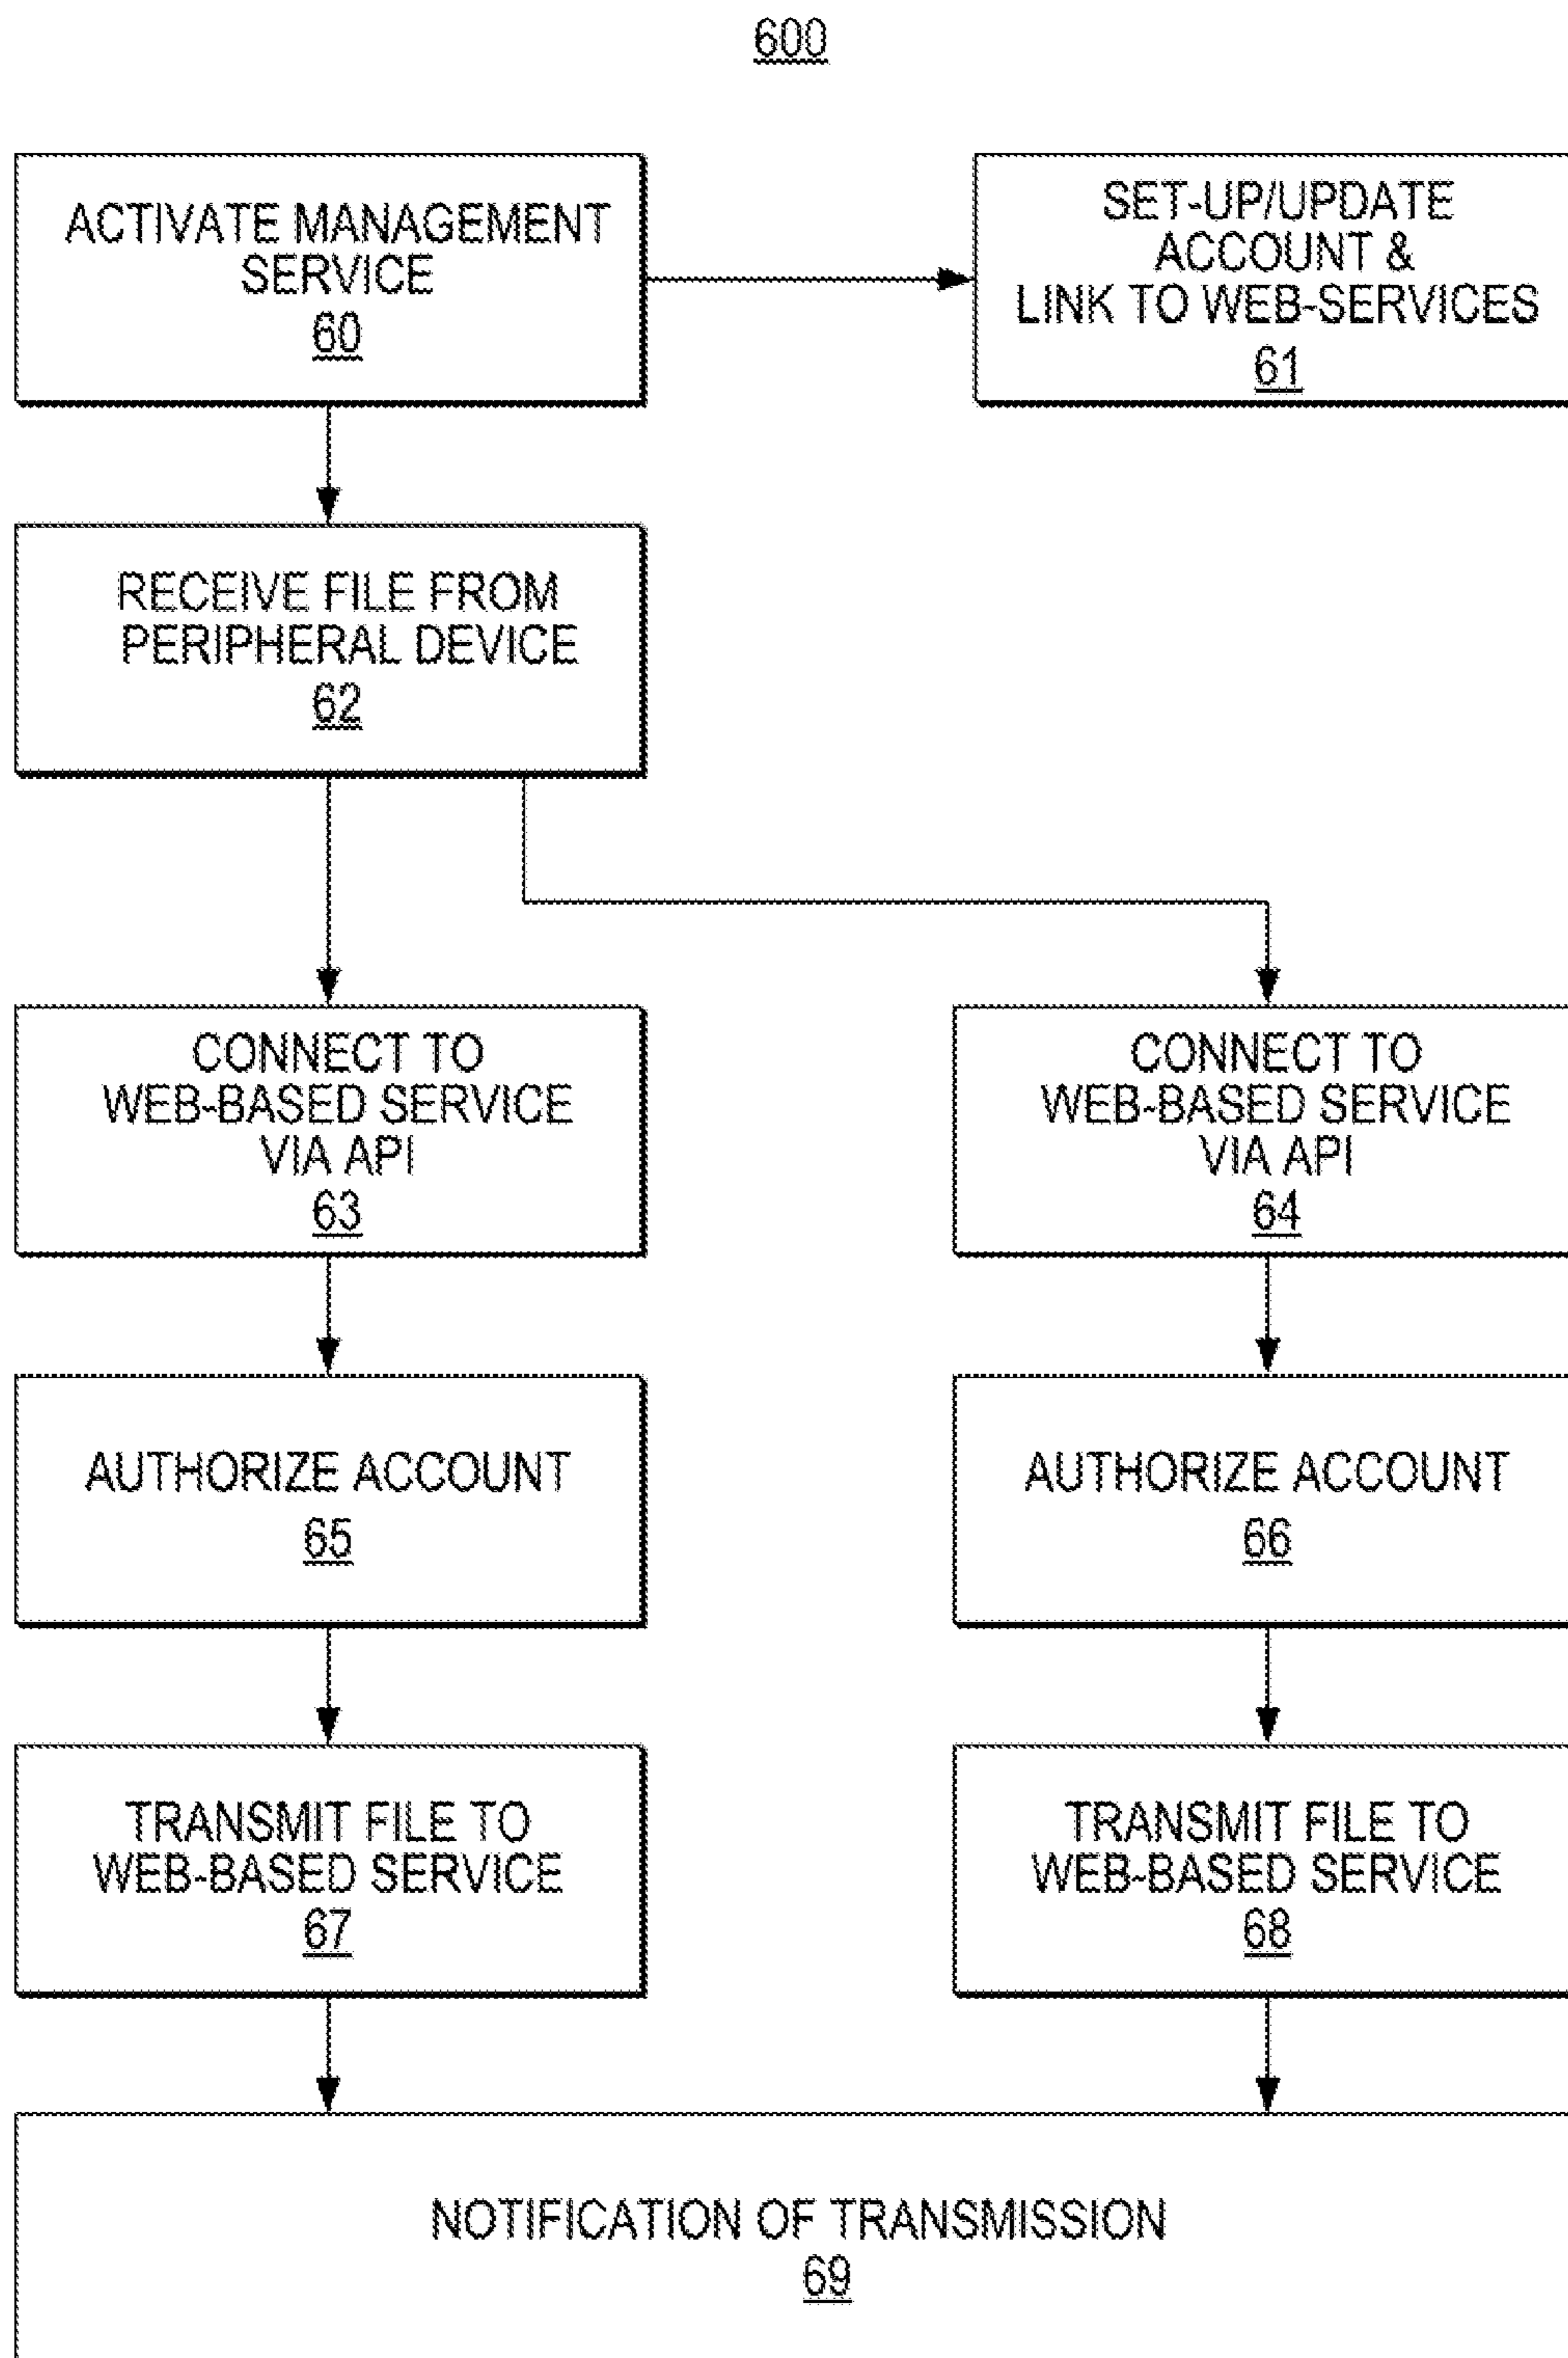 600
ACTIVATE MANAGEMENT
SERVICE
60
SET-UP/UPDATE
ACCOUNT &
LINK TO WEB-SERVICES
61
RECEIVE FILE FROM
PERIPHERAL DEVICE
62
CONNECT TO
WEB-BASED SERVICE
VIA API
63
CONNECT TO
WEB-BASED SERVICE
VIA API
64
AUTHORIZE ACCOUNT
65
AUTHORIZE ACCOUNT
66
TRANSMIT FILE TO
WEB-BASED SERVICE
67
TRANSMIT FILE TO
WEB-BASED SERVICE
68
NOTIFICATION OF TRANSMISSION
69